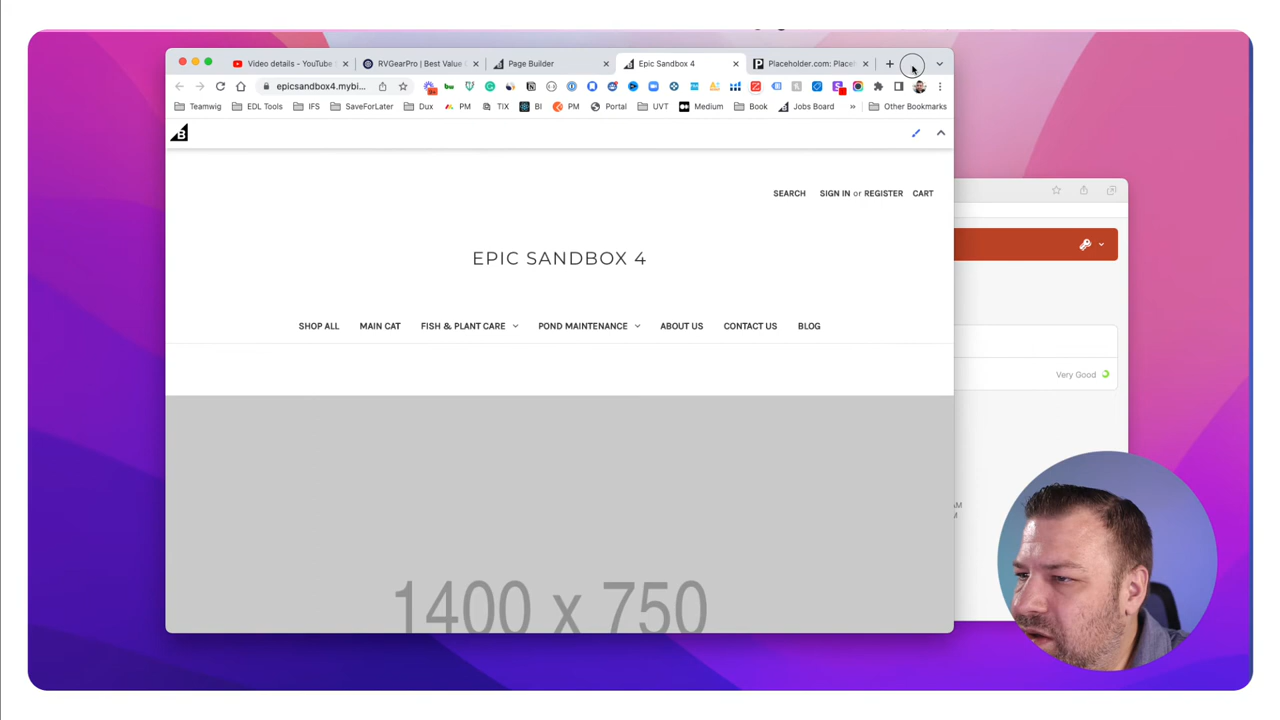 Video details - YouTube
RVGearPro | Best Value
Page Builder
Epic Sandbox 4
Placeholder.com: Placeh
epicsandbox4.mybi
Teamwig
EDL Tools
IFS
SaveForLater
Dux
PM
TIX
BI
PM
Portal
UVT
Medium
Book
Jobs Board
»
Other Bookmarks
SEARCH
SIGN IN or REGISTER
CART
EPIC SANDBOX 4
SHOP ALL
MAIN CAT
FISH & PLANT CARE
POND MAINTENANCE
ABOUT US
CONTACT US
BLOG
Very Good
AM
M
1400 x 750